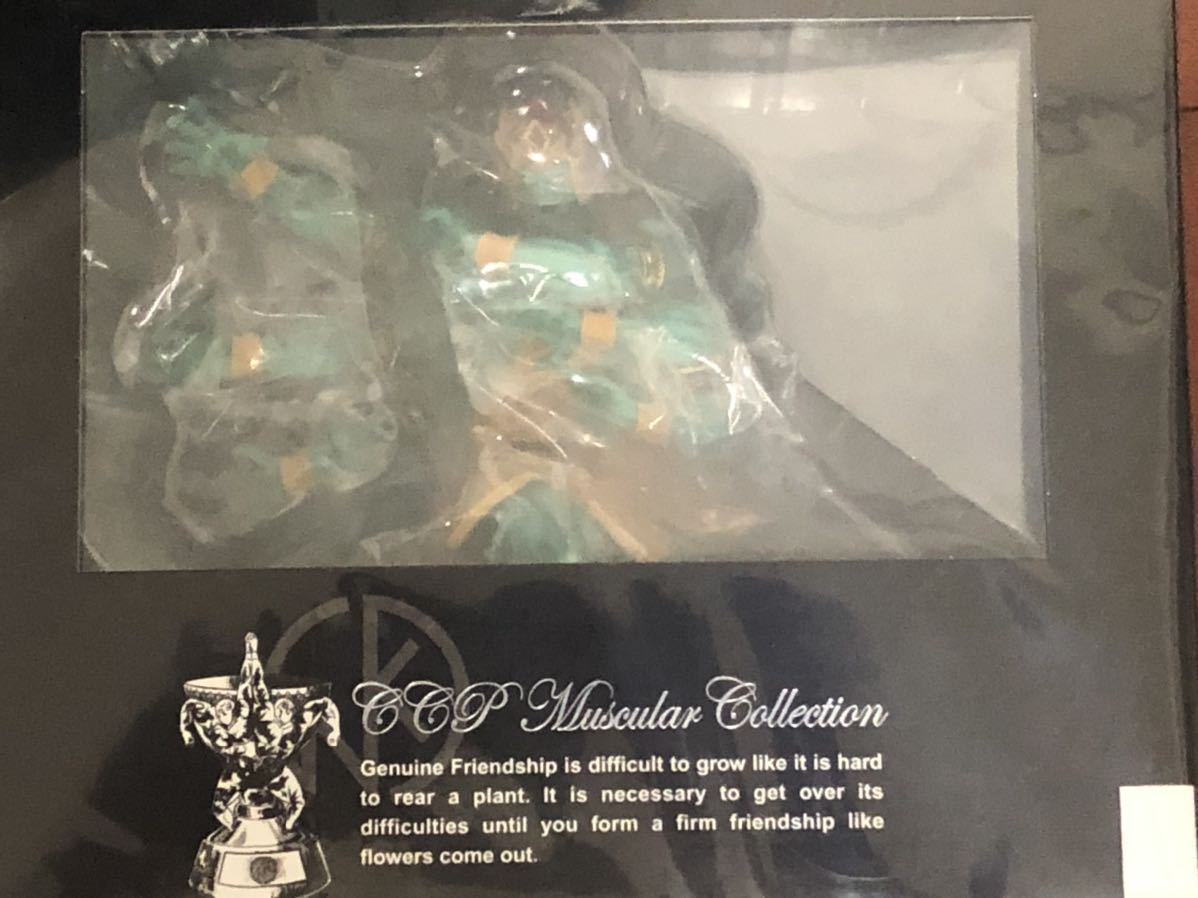 CCP Muscular Collection
Genuine Friendship is difficult to grow like it is hard
to rear a plant. It is necessary to get over its
difficulties until you form a firm friendship like
flowers come out.